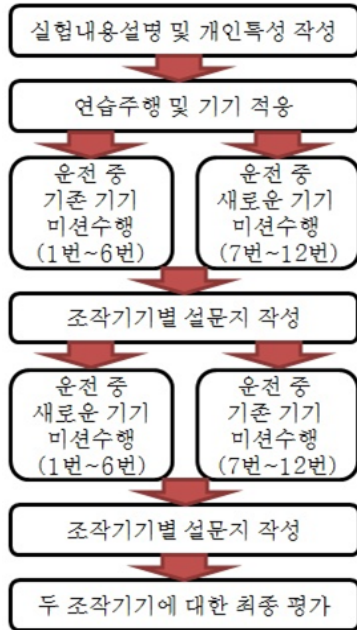 실험내용설명 및 개인특성 작성
연습주행 및 기기 적응
운전 중
기존 기기
미션수행
(1번~6번)
운전 중
새로운 기기
미션수행
(7번~12번)
조작기기별 설문지 작성
운전 중
새로운 기기
미션수행
(1번~6번)
운전 중
기존 기기
미션수행
(7번~12번)
조작기기별 설문지 작성
두 조작기기에 대한 최종 평가